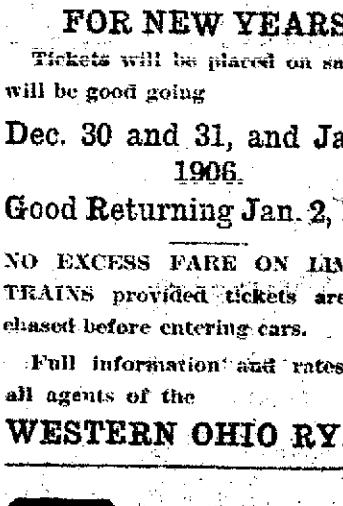 FOR NEW YEARS
Tickets will be placed on sa
will be good going
Dec. 30 and 31, and Ja
1906.
Good Returning Jan. 2,
NO EXCESS FARE ON LIM
TRAINS provided tickets are
chased before entering cars.
Full information and rates
all agents of the
WESTERN OHIO RY.